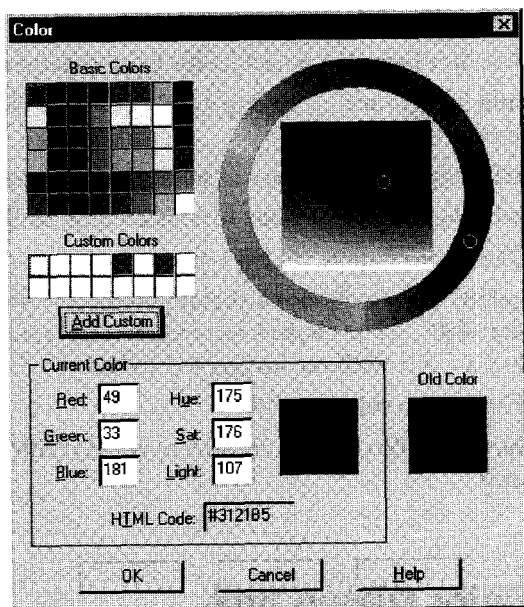 Color
Basic Colors
Custom Colors
Add Custom
Current Color
Old Color
Red: 49 Hue: 175
Green: 33 Sat: 176
Blue: 181 Light: 107
HTML Code: #3121B5
OK Cancel Help